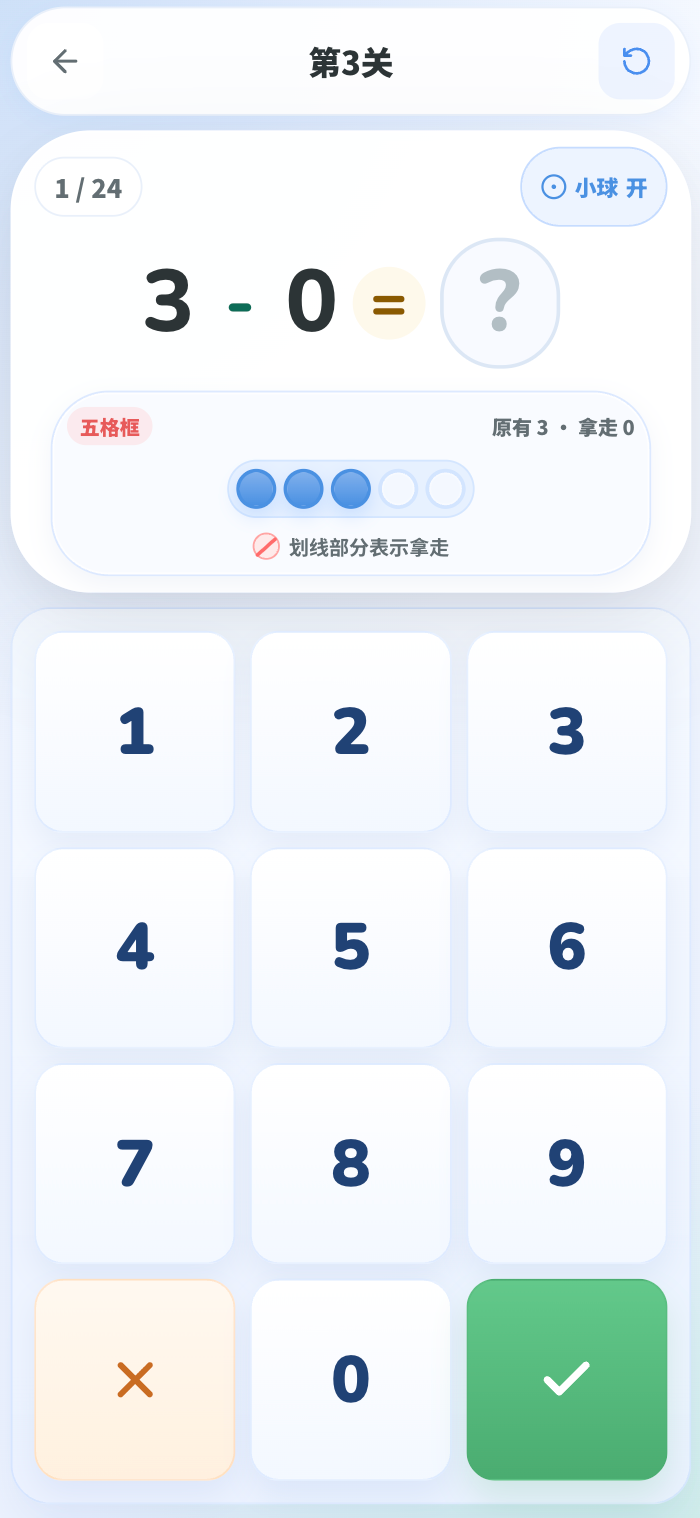 第3关
1 / 24
小球 开
3 - 0 = ?
五格框
原有 3 · 拿走 0
划线部分表示拿走
1 2 3
4 5 6
7 8 9
0